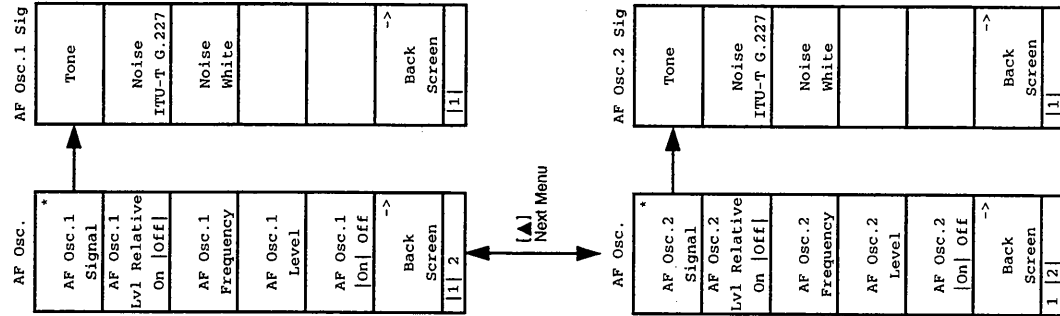 AF Osc.
*
AF Osc.1
Signal
AF Osc.1
Lvl Relative
On |Off|
AF Osc.1
Frequency
AF Osc.1
Level
AF Osc.1
|On| Off
->
Back
Screen
|1| 2
AF Osc.1 Sig
Tone
Noise
ITU-T G.227
Noise
White
->
Back
Screen
|1|
[▲]
Next Menu
AF Osc.
*
AF Osc.2
Signal
AF Osc.2
Lvl Relative
On |Off|
AF Osc.2
Frequency
AF Osc.2
Level
AF Osc.2
|On| Off
->
Back
Screen
1 |2|
AF Osc.2 Sig
Tone
Noise
ITU-T G.227
Noise
White
->
Back
Screen
|1|